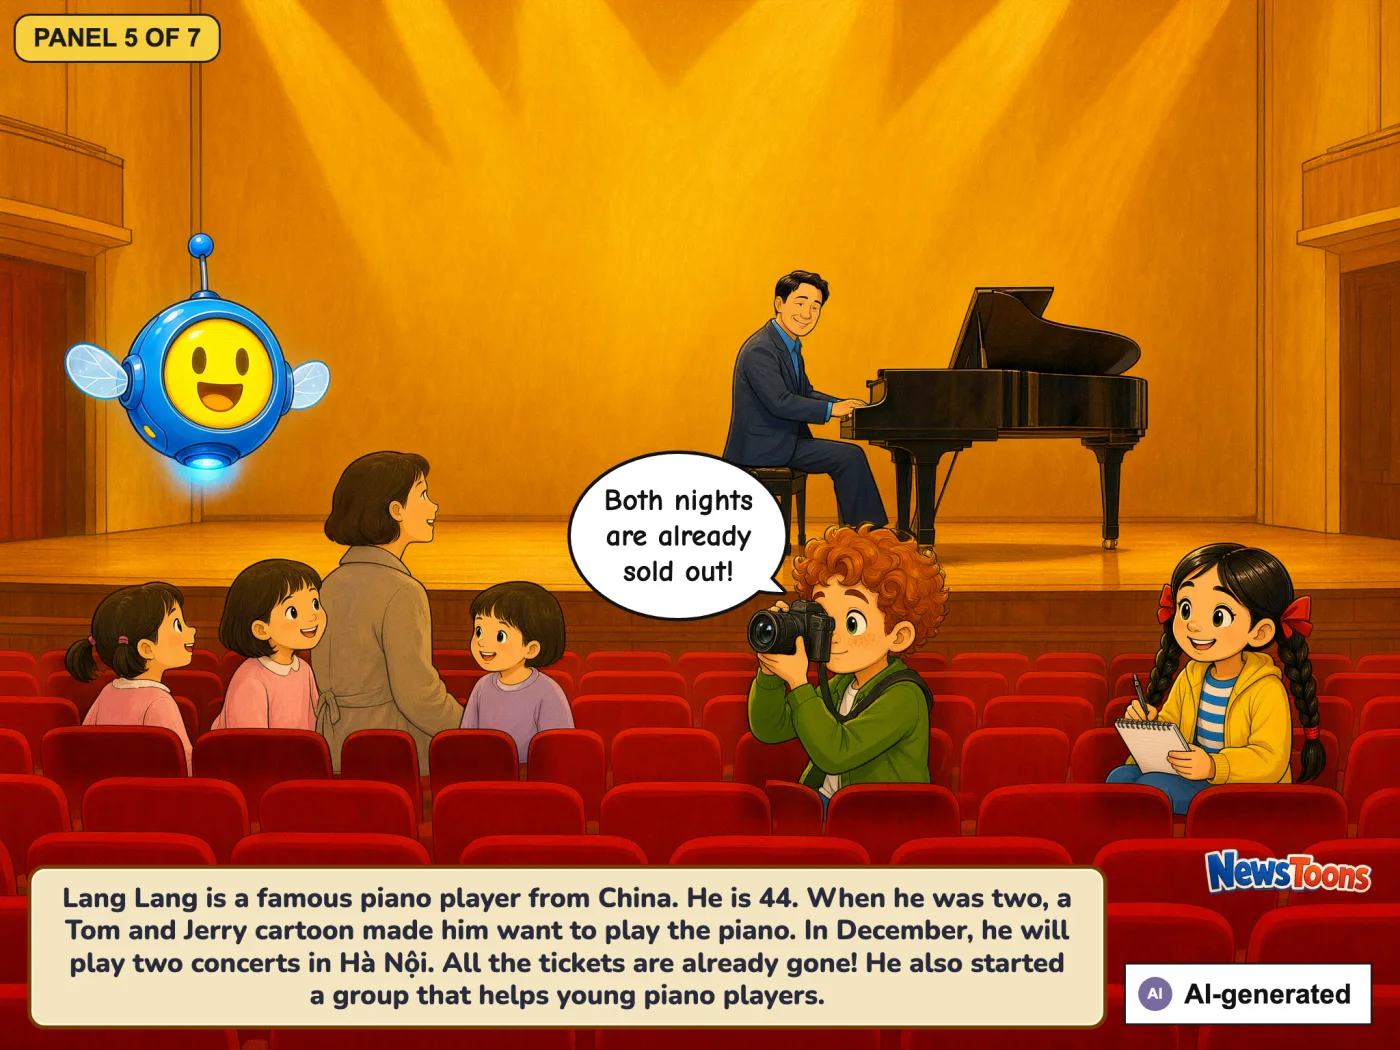 PANEL 5 OF 7
Both nights
are already
sold out!
Lang Lang is a famous piano player from China. He is 44. When he was two, a
Tom and Jerry cartoon made him want to play the piano. In December, he will
play two concerts in Hà Nội. All the tickets are already gone! He also started
a group that helps young piano players.
NewsToons
AI AI-generated